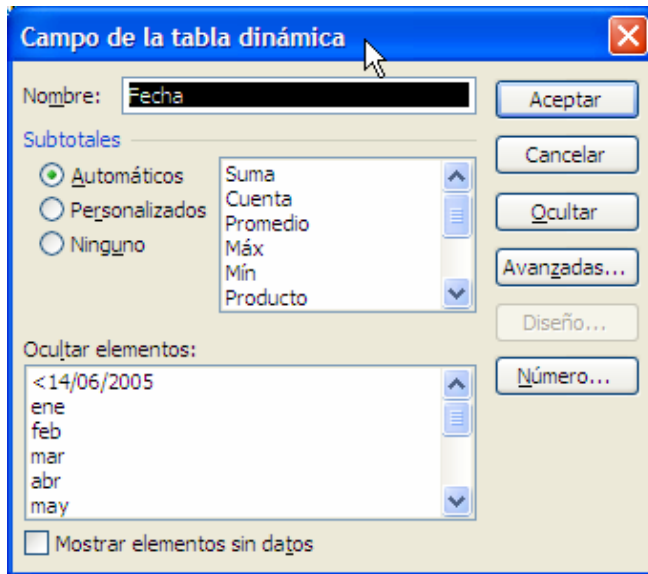 Campo de la tabla dinámica
Nombre: Fecha
Aceptar
Subtotales
Cancelar
Automáticos
Personalizados
Ninguno
Suma
Cuenta
Promedio
Máx
Mín
Producto
Ocultar
Avanzadas...
Diseño...
Número...
Ocultar elementos:
<14/06/2005
ene
feb
mar
abr
may
Mostrar elementos sin datos